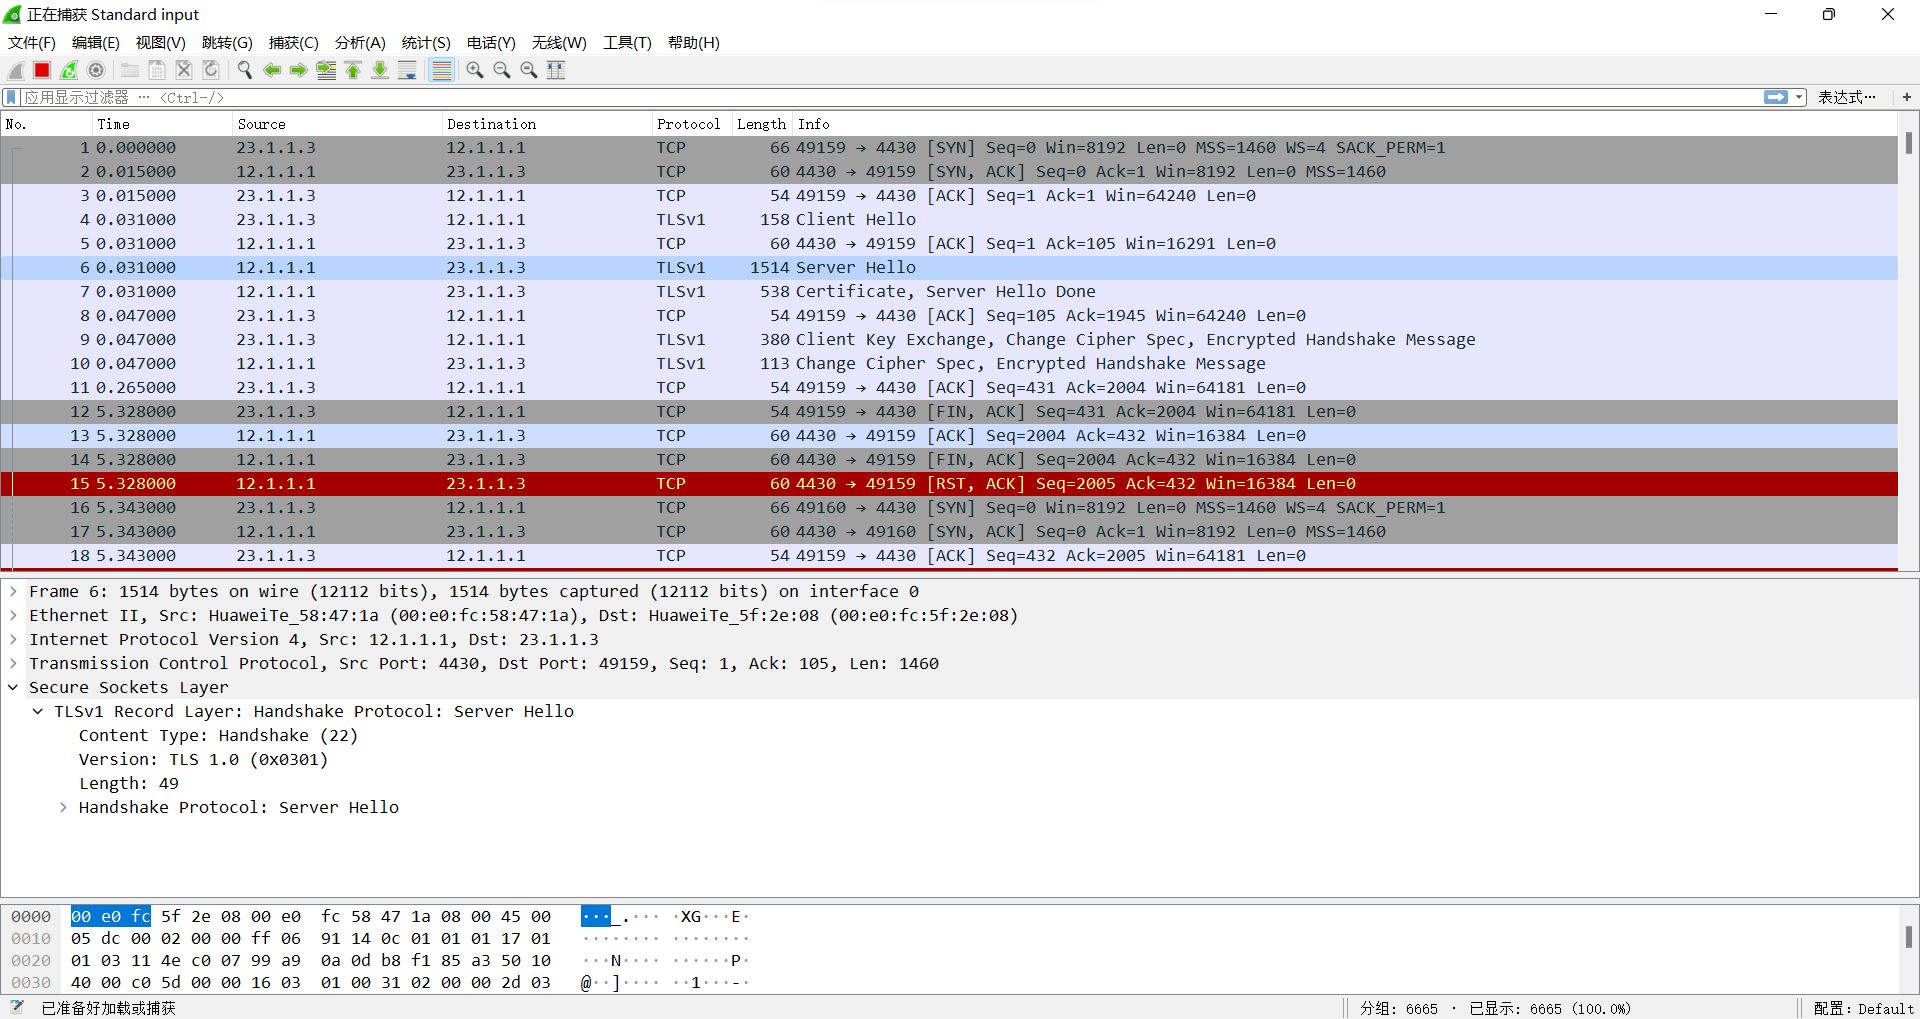 正在捕获 Standard input
文件(F) 编辑(E) 视图(V) 跳转(G) 捕获(C) 分析(A) 统计(S) 电话(Y) 无线(W) 工具(T) 帮助(H)
应用显示过滤器 … <Ctrl-/> 表达式… +
No. Time Source Destination Protocol Length Info
1 0.000000 23.1.1.3 12.1.1.1 TCP 66 49159 → 4430 [SYN] Seq=0 Win=8192 Len=0 MSS=1460 WS=4 SACK_PERM=1
2 0.015000 12.1.1.1 23.1.1.3 TCP 60 4430 → 49159 [SYN, ACK] Seq=0 Ack=1 Win=8192 Len=0 MSS=1460
3 0.015000 23.1.1.3 12.1.1.1 TCP 54 49159 → 4430 [ACK] Seq=1 Ack=1 Win=64240 Len=0
4 0.031000 23.1.1.3 12.1.1.1 TLSv1 158 Client Hello
5 0.031000 12.1.1.1 23.1.1.3 TCP 60 4430 → 49159 [ACK] Seq=1 Ack=105 Win=16291 Len=0
6 0.031000 12.1.1.1 23.1.1.3 TLSv1 1514 Server Hello
7 0.031000 12.1.1.1 23.1.1.3 TLSv1 538 Certificate, Server Hello Done
8 0.047000 23.1.1.3 12.1.1.1 TCP 54 49159 → 4430 [ACK] Seq=105 Ack=1945 Win=64240 Len=0
9 0.047000 23.1.1.3 12.1.1.1 TLSv1 380 Client Key Exchange, Change Cipher Spec, Encrypted Handshake Message
10 0.047000 12.1.1.1 23.1.1.3 TLSv1 113 Change Cipher Spec, Encrypted Handshake Message
11 0.265000 23.1.1.3 12.1.1.1 TCP 54 49159 → 4430 [ACK] Seq=431 Ack=2004 Win=64181 Len=0
12 5.328000 23.1.1.3 12.1.1.1 TCP 54 49159 → 4430 [FIN, ACK] Seq=431 Ack=2004 Win=64181 Len=0
13 5.328000 12.1.1.1 23.1.1.3 TCP 60 4430 → 49159 [ACK] Seq=2004 Ack=432 Win=16384 Len=0
14 5.328000 12.1.1.1 23.1.1.3 TCP 60 4430 → 49159 [FIN, ACK] Seq=2004 Ack=432 Win=16384 Len=0
15 5.328000 12.1.1.1 23.1.1.3 TCP 60 4430 → 49159 [RST, ACK] Seq=2005 Ack=432 Win=16384 Len=0
16 5.343000 23.1.1.3 12.1.1.1 TCP 66 49160 → 4430 [SYN] Seq=0 Win=8192 Len=0 MSS=1460 WS=4 SACK_PERM=1
17 5.343000 12.1.1.1 23.1.1.3 TCP 60 4430 → 49160 [SYN, ACK] Seq=0 Ack=1 Win=8192 Len=0 MSS=1460
18 5.343000 23.1.1.3 12.1.1.1 TCP 54 49159 → 4430 [ACK] Seq=432 Ack=2005 Win=64181 Len=0
Frame 6: 1514 bytes on wire (12112 bits), 1514 bytes captured (12112 bits) on interface 0
Ethernet II, Src: HuaweiTe_58:47:1a (00:e0:fc:58:47:1a), Dst: HuaweiTe_5f:2e:08 (00:e0:fc:5f:2e:08)
Internet Protocol Version 4, Src: 12.1.1.1, Dst: 23.1.1.3
Transmission Control Protocol, Src Port: 4430, Dst Port: 49159, Seq: 1, Ack: 105, Len: 1460
Secure Sockets Layer
TLSv1 Record Layer: Handshake Protocol: Server Hello
Content Type: Handshake (22)
Version: TLS 1.0 (0x0301)
Length: 49
Handshake Protocol: Server Hello
0000 00 e0 fc 5f 2e 08 00 e0 fc 58 47 1a 08 00 45 00 ···_.··· ·XG···E·
0010 05 dc 00 02 00 00 ff 06 91 14 0c 01 01 01 17 01 ········ ········
0020 01 03 11 4e c0 07 99 a9 0a 0d b8 f1 85 a3 50 10 ···N···· ······P·
0030 40 00 c0 5d 00 00 16 03 01 00 31 02 00 00 2d 03 @··]···· ··1···-·
已准备好加载或捕获 分组: 6665 · 已显示: 6665 (100.0%) 配置: Default